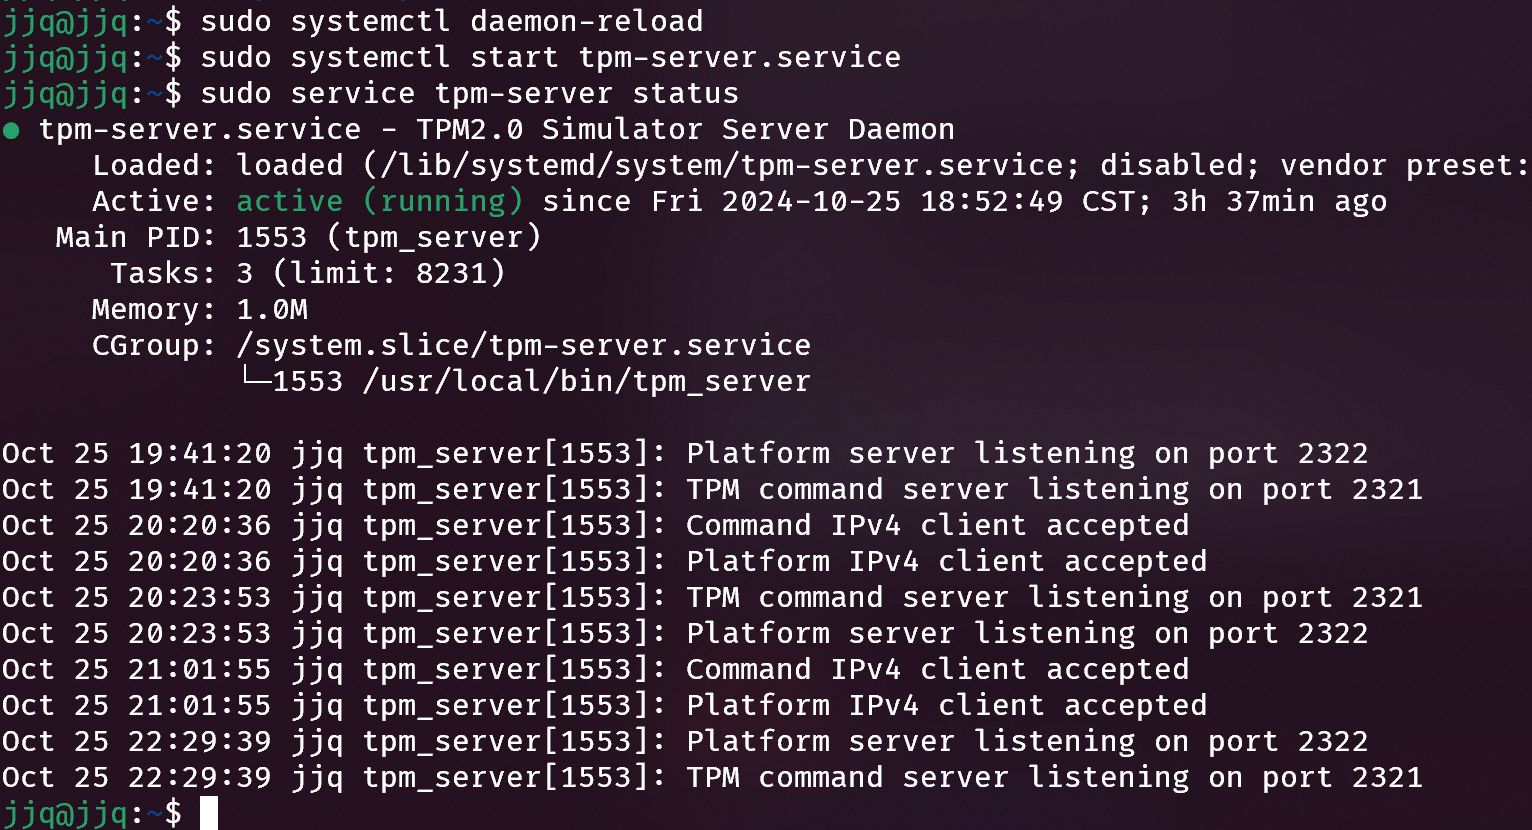 jjq@jjq:~$ sudo systemctl daemon-reload
jjq@jjq:~$ sudo systemctl start tpm-server.service
jjq@jjq:~$ sudo service tpm-server status
● tpm-server.service - TPM2.0 Simulator Server Daemon
     Loaded: loaded (/lib/systemd/system/tpm-server.service; disabled; vendor preset:
     Active: active (running) since Fri 2024-10-25 18:52:49 CST; 3h 37min ago
   Main PID: 1553 (tpm_server)
      Tasks: 3 (limit: 8231)
     Memory: 1.0M
     CGroup: /system.slice/tpm-server.service
             └─1553 /usr/local/bin/tpm_server
Oct 25 19:41:20 jjq tpm_server[1553]: Platform server listening on port 2322
Oct 25 19:41:20 jjq tpm_server[1553]: TPM command server listening on port 2321
Oct 25 20:20:36 jjq tpm_server[1553]: Command IPv4 client accepted
Oct 25 20:20:36 jjq tpm_server[1553]: Platform IPv4 client accepted
Oct 25 20:23:53 jjq tpm_server[1553]: TPM command server listening on port 2321
Oct 25 20:23:53 jjq tpm_server[1553]: Platform server listening on port 2322
Oct 25 21:01:55 jjq tpm_server[1553]: Command IPv4 client accepted
Oct 25 21:01:55 jjq tpm_server[1553]: Platform IPv4 client accepted
Oct 25 22:29:39 jjq tpm_server[1553]: Platform server listening on port 2322
Oct 25 22:29:39 jjq tpm_server[1553]: TPM command server listening on port 2321
jjq@jjq:~$